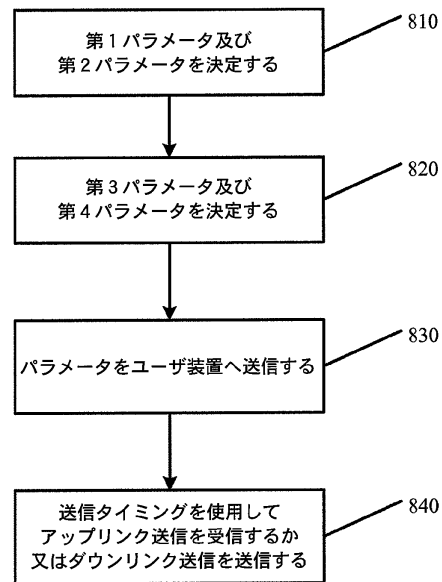 第1パラメータ及び
第2パラメータを決定する
810
第3パラメータ及び
第4パラメータを決定する
820
パラメータをユーザ装置へ送信する
830
送信タイミングを使用して
アップリンク送信を受信するか
又はダウンリンク送信を送信する
840